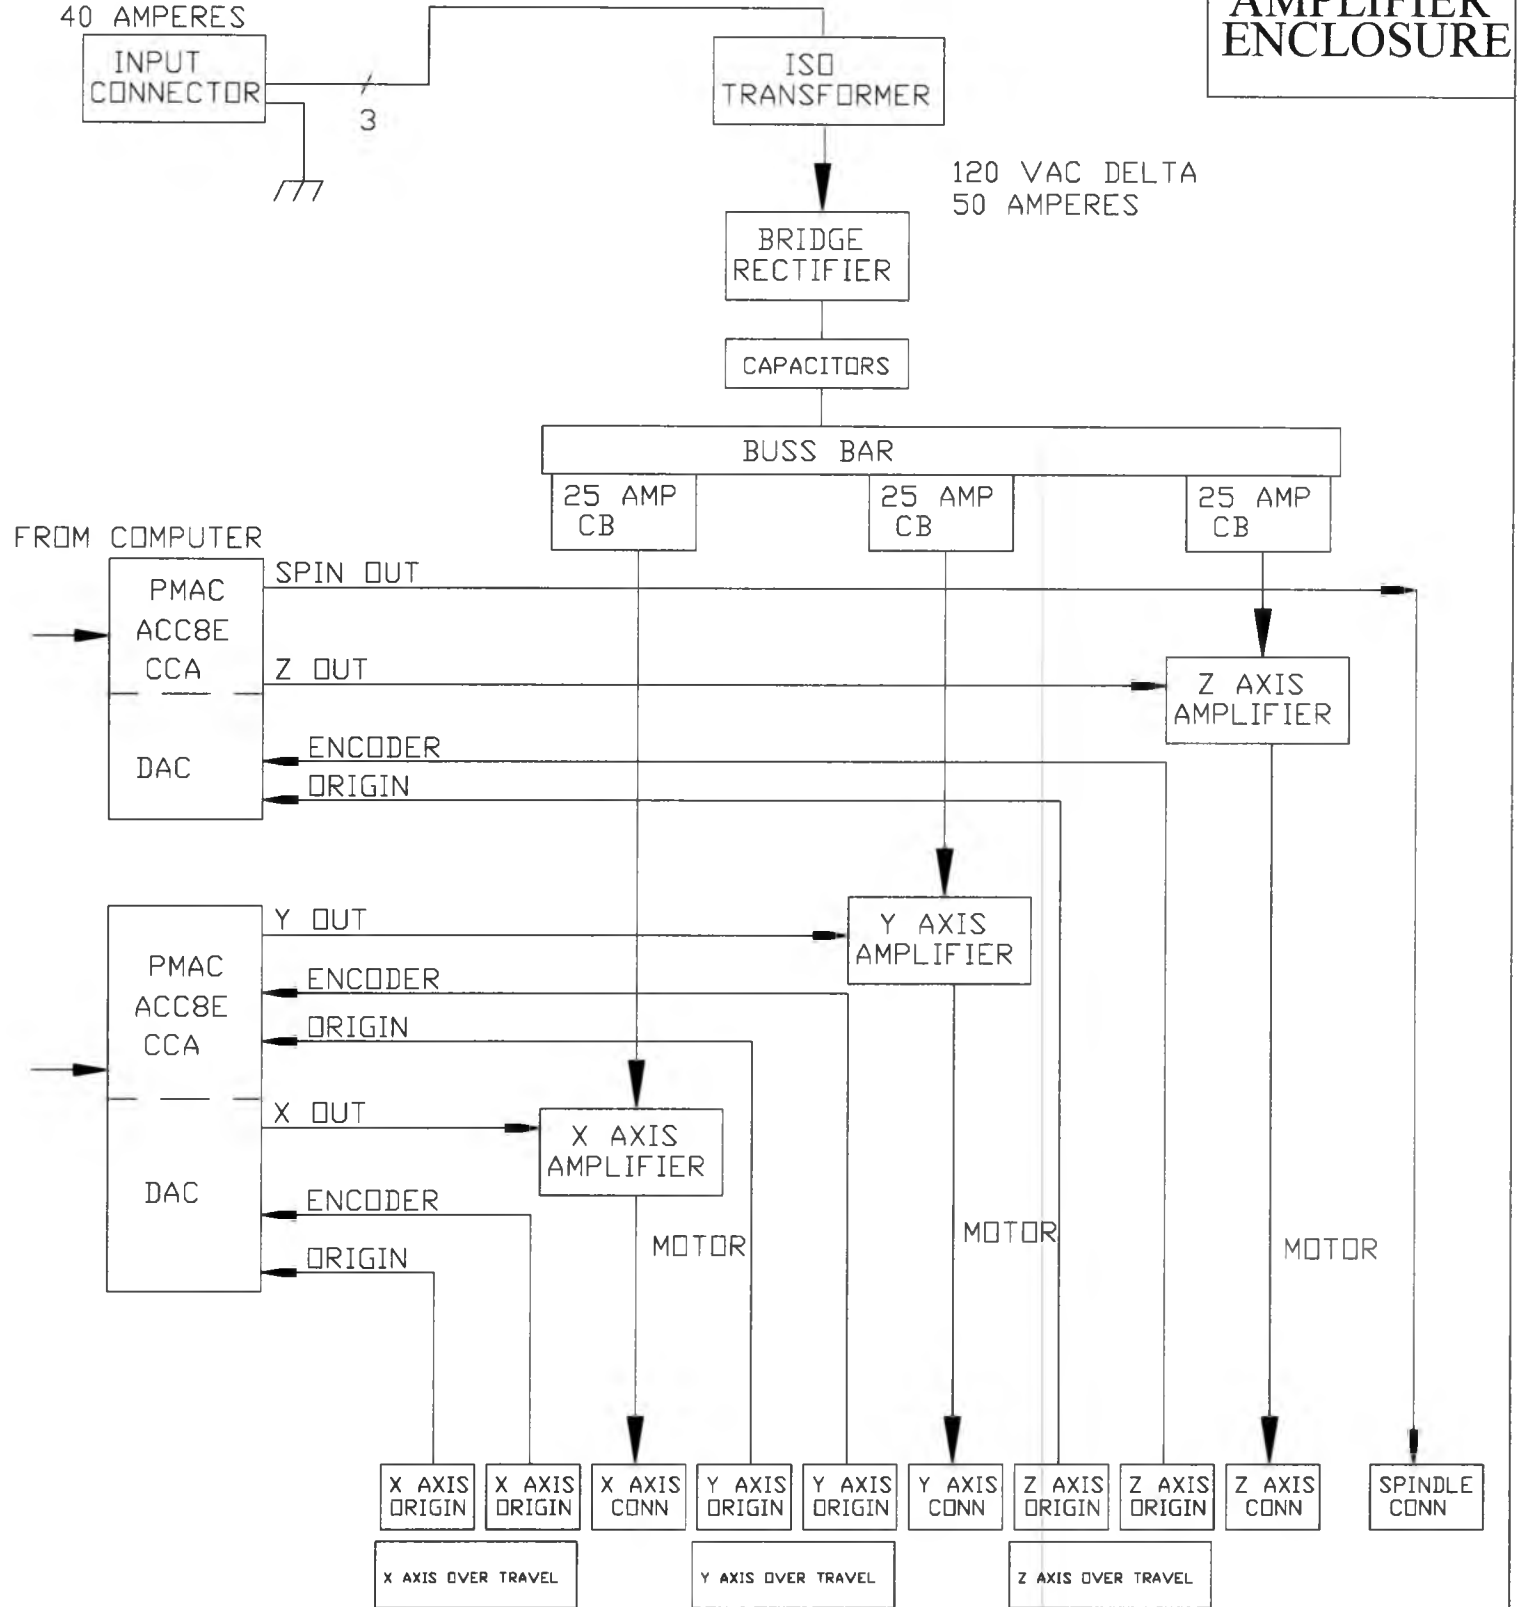 40 AMPERES
AMPLIFIER
ENCLOSURE
INPUT
CONNECTOR
3
ISO
TRANSFORMER
120 VAC DELTA
50 AMPERES
BRIDGE
RECTIFIER
CAPACITORS
BUSS BAR
25 AMP
CB
25 AMP
CB
25 AMP
CB
FROM COMPUTER
PMAC
ACC8E
CCA
DAC
SPIN OUT
Z OUT
ENCODER
ORIGIN
Z AXIS
AMPLIFIER
PMAC
ACC8E
CCA
DAC
Y OUT
ENCODER
ORIGIN
Y AXIS
AMPLIFIER
X OUT
ENCODER
ORIGIN
X AXIS
AMPLIFIER
MOTOR
MOTOR
MOTOR
X AXIS
ORIGIN
X AXIS
ORIGIN
X AXIS
CONN
Y AXIS
ORIGIN
Y AXIS
ORIGIN
Y AXIS
CONN
Z AXIS
ORIGIN
Z AXIS
ORIGIN
Z AXIS
CONN
SPINDLE
CONN
X AXIS OVER TRAVEL
Y AXIS OVER TRAVEL
Z AXIS OVER TRAVEL